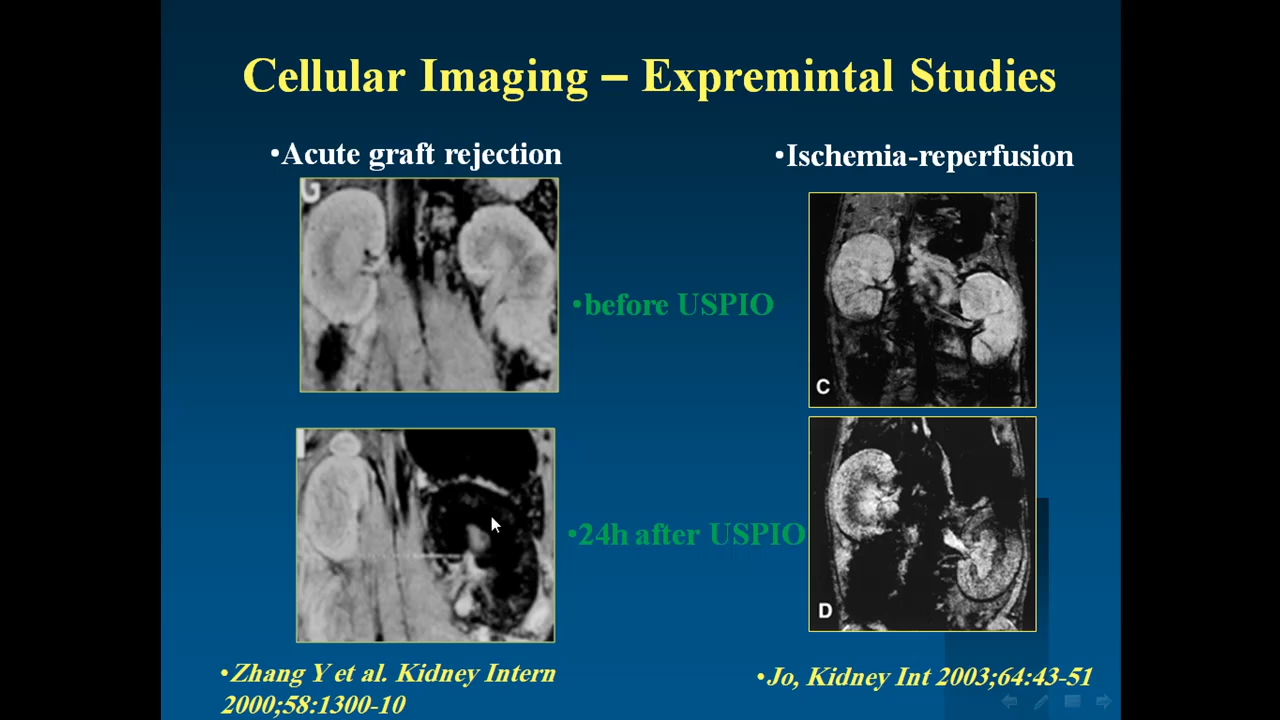 Cellular Imaging – Expremintal Studies
•Acute graft rejection
•Ischemia-reperfusion
•before USPIO
C
•24h after USPIO
D
•Zhang Y et al. Kidney Intern
2000;58:1300-10
•Jo, Kidney Int 2003;64:43-51